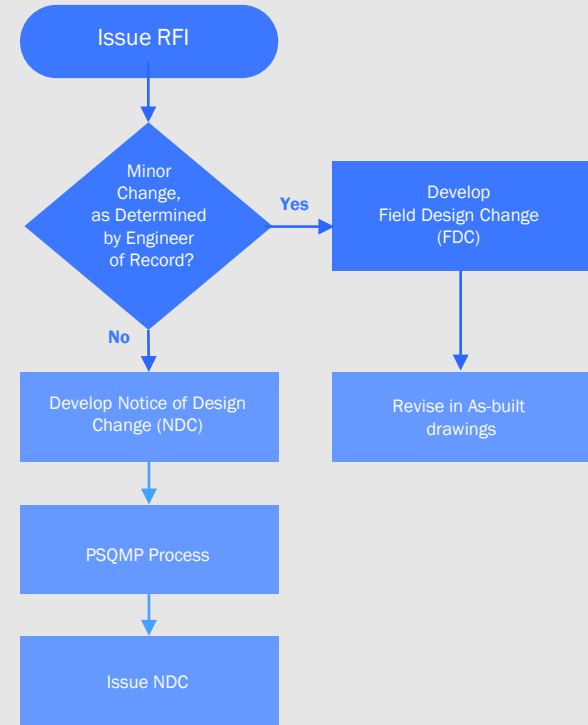 Issue RFI
Minor
Change,
as Determined
by Engineer
of Record?
Yes
Develop
Field Design Change
(FDC)
No
Develop Notice of Design
Change (NDC)
Revise in As-built
drawings
PSQMP Process
Issue NDC